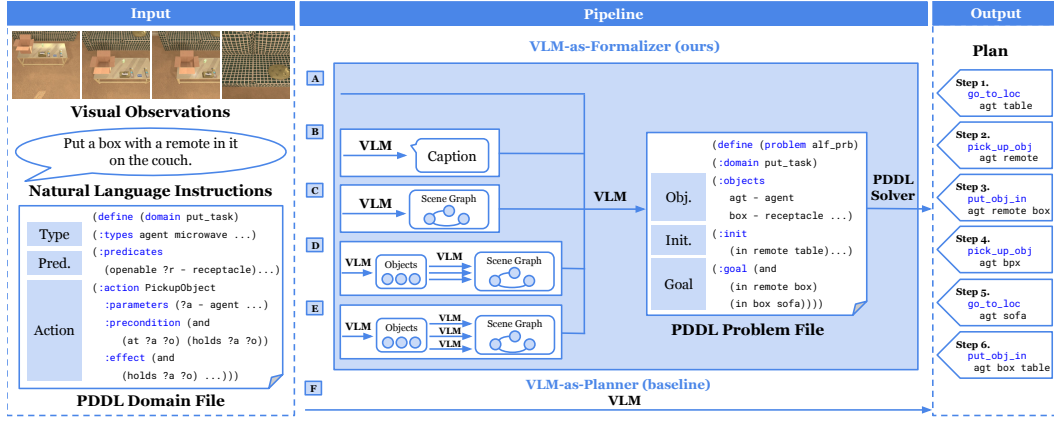 Input
Visual Observations
Put a box with a remote in it
on the couch.
Natural Language Instructions
(define (domain put_task)
Type
(:types agent microwave ...)
Pred.
(:predicates
(openable ?r - receptacle)...)
Action
(:action PickupObject
:parameters (?a - agent ...)
:precondition (and
(at ?a ?o) (holds ?a ?o))
:effect (and
(holds ?a ?o) ...)))
PDDL Domain File
Pipeline
VLM-as-Formalizer (ours)
A
B
VLM
Caption
C
VLM
Scene Graph
D
VLM
Objects
VLM
Scene Graph
E
VLM
Objects
VLM
VLM
VLM
Scene Graph
VLM
(define (problem alf_prb)
(:domain put_task)
Obj.
(:objects
agt - agent
box - receptacle ...)
Init.
(:init
(in remote table)...)
Goal
(:goal (and
(in remote box)
(in box sofa))))
PDDL Problem File
PDDL
Solver
F
VLM-as-Planner (baseline)
VLM
Output
Plan
Step 1.
go_to_loc
agt table
Step 2.
pick_up_obj
agt remote
Step 3.
put_obj_in
agt remote box
Step 4.
pick_up_obj
agt bpx
Step 5.
go_to_loc
agt sofa
Step 6.
put_obj_in
agt box table